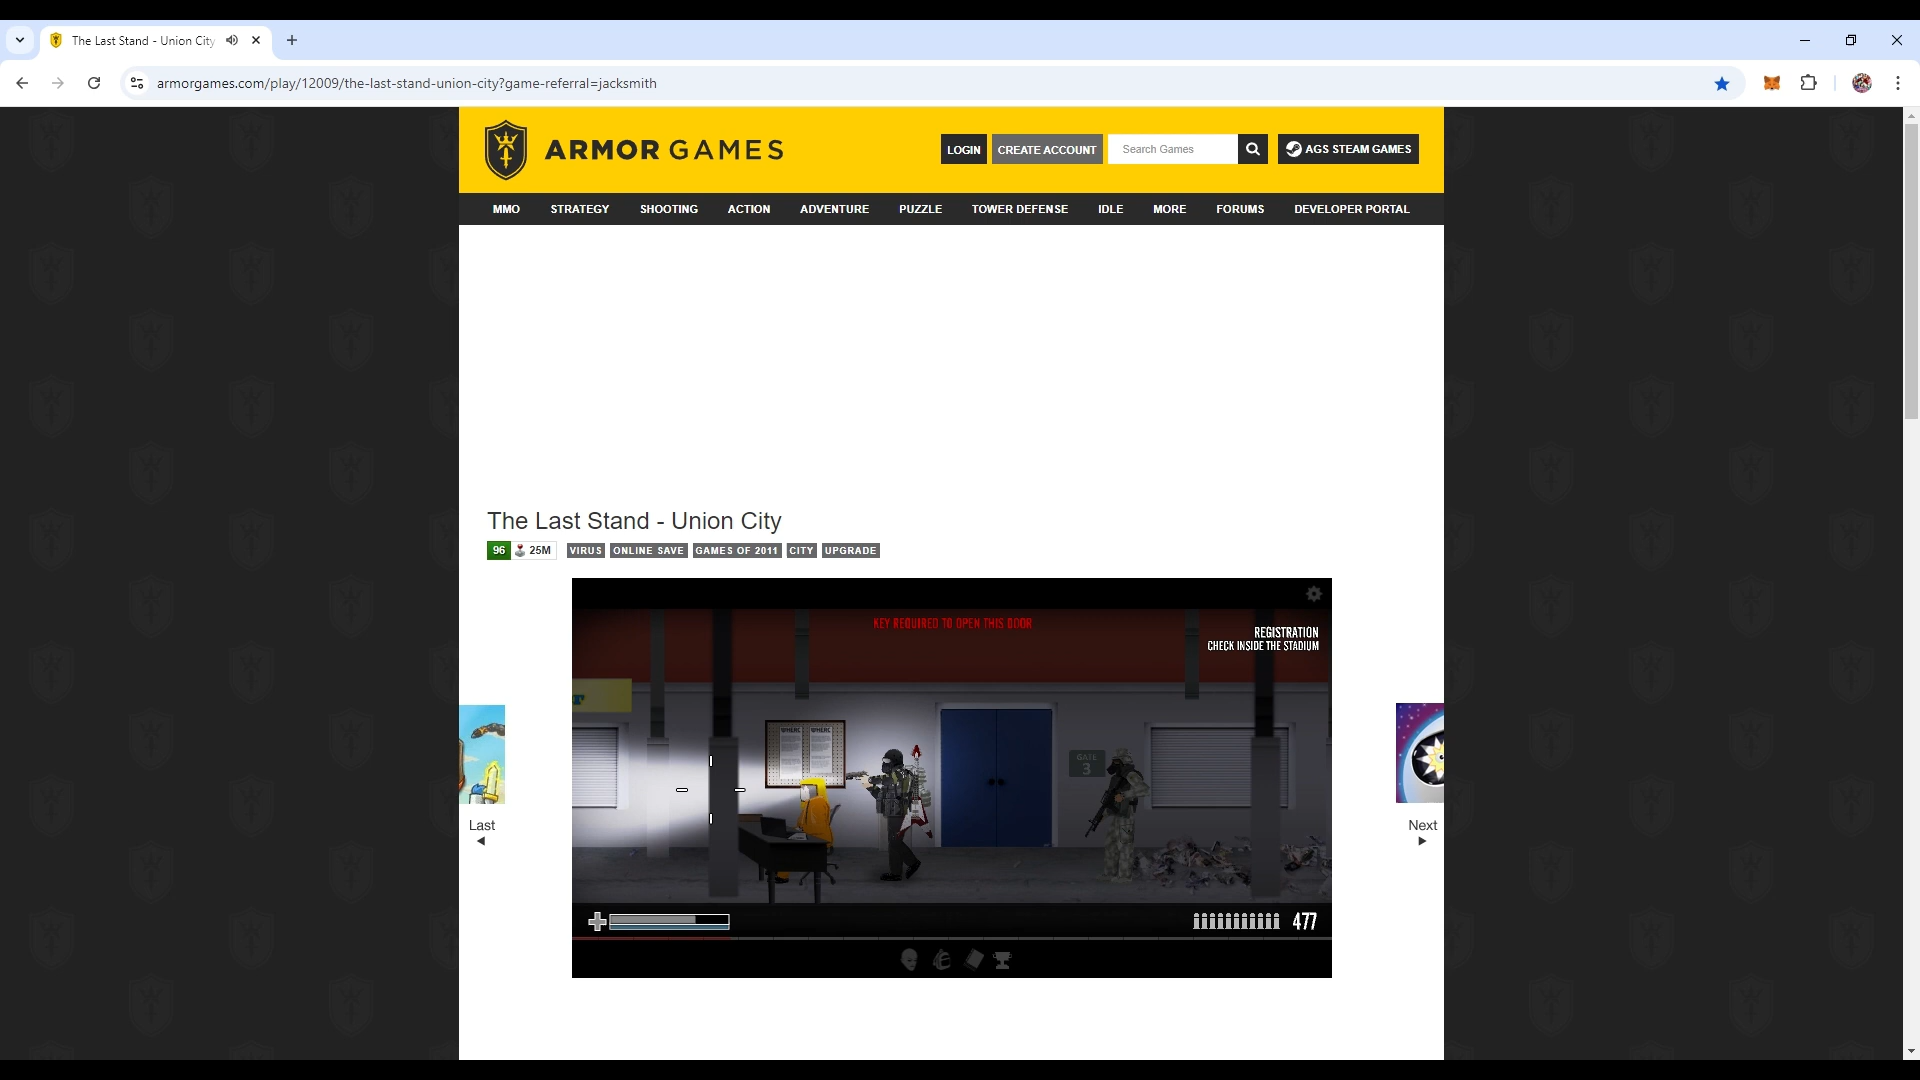 The Last Stand - Union City
armorgames.com/play/12009/the-last-stand-union-city?game-referral=jacksmith
ARMOR GAMES
LOGIN
CREATE ACCOUNT
Search Games
AGS STEAM GAMES
MMO
STRATEGY
SHOOTING
ACTION
ADVENTURE
PUZZLE
TOWER DEFENSE
IDLE
MORE
FORUMS
DEVELOPER PORTAL
The Last Stand - Union City
96
25M
VIRUS
ONLINE SAVE
GAMES OF 2011
CITY
UPGRADE
KEY REQUIRED TO OPEN THIS DOOR
REGISTRATION
CHECK INSIDE THE STADIUM
GATE
3
Last
Next
477